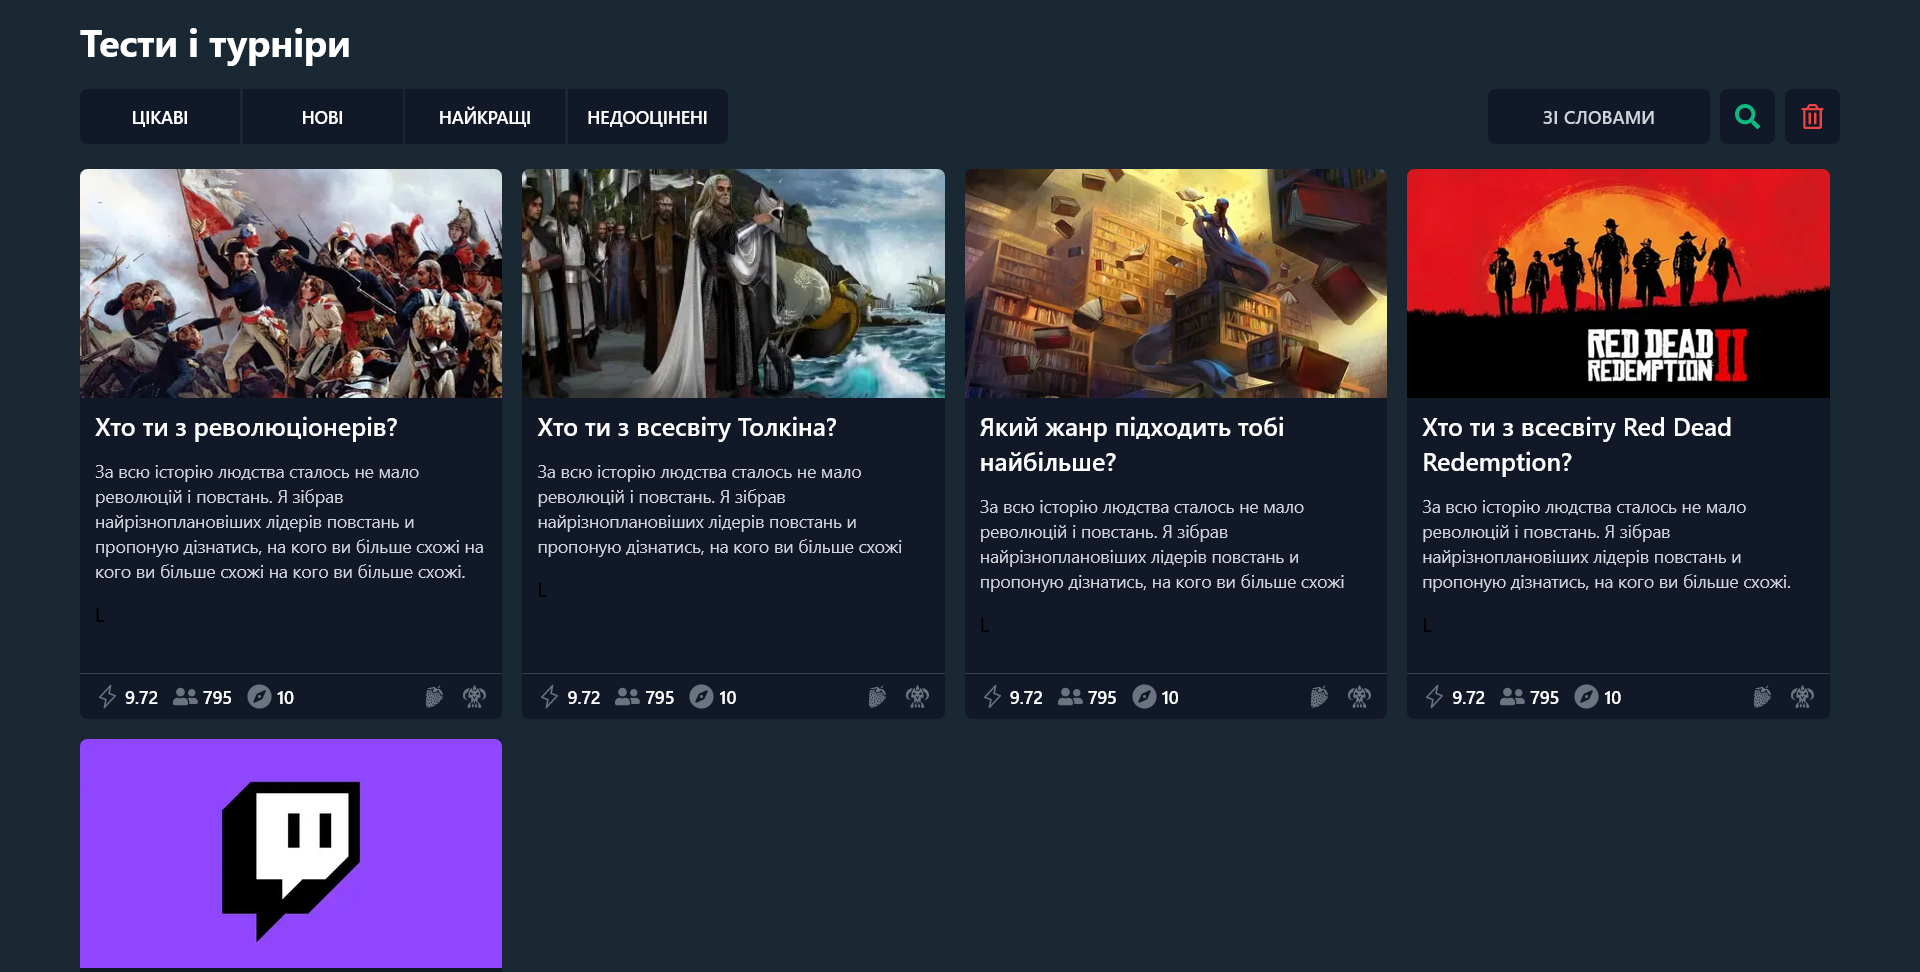 Тести і турніри
ЦІКАВІ
НОВІ
НАЙКРАЩІ
НЕДООЦІНЕНІ
ЗІ СЛОВАМИ
Хто ти з революціонерів?
За всю історію людства сталось не мало
революцій і повстань. Я зібрав
найрізноплановіших лідерів повстань и
пропоную дізнатись, на кого ви більше схожі на
кого ви більше схожі на кого ви більше схожі.
L
9.72 795 10
Хто ти з всесвіту Толкіна?
За всю історію людства сталось не мало
революцій і повстань. Я зібрав
найрізноплановіших лідерів повстань и
пропоную дізнатись, на кого ви більше схожі
L
9.72 795 10
Який жанр підходить тобі
найбільше?
За всю історію людства сталось не мало
революцій і повстань. Я зібрав
найрізноплановіших лідерів повстань и
пропоную дізнатись, на кого ви більше схожі
L
9.72 795 10
RED DEAD
REDEMPTION II
Хто ти з всесвіту Red Dead
Redemption?
За всю історію людства сталось не мало
революцій і повстань. Я зібрав
найрізноплановіших лідерів повстань и
пропоную дізнатись, на кого ви більше схожі.
L
9.72 795 10